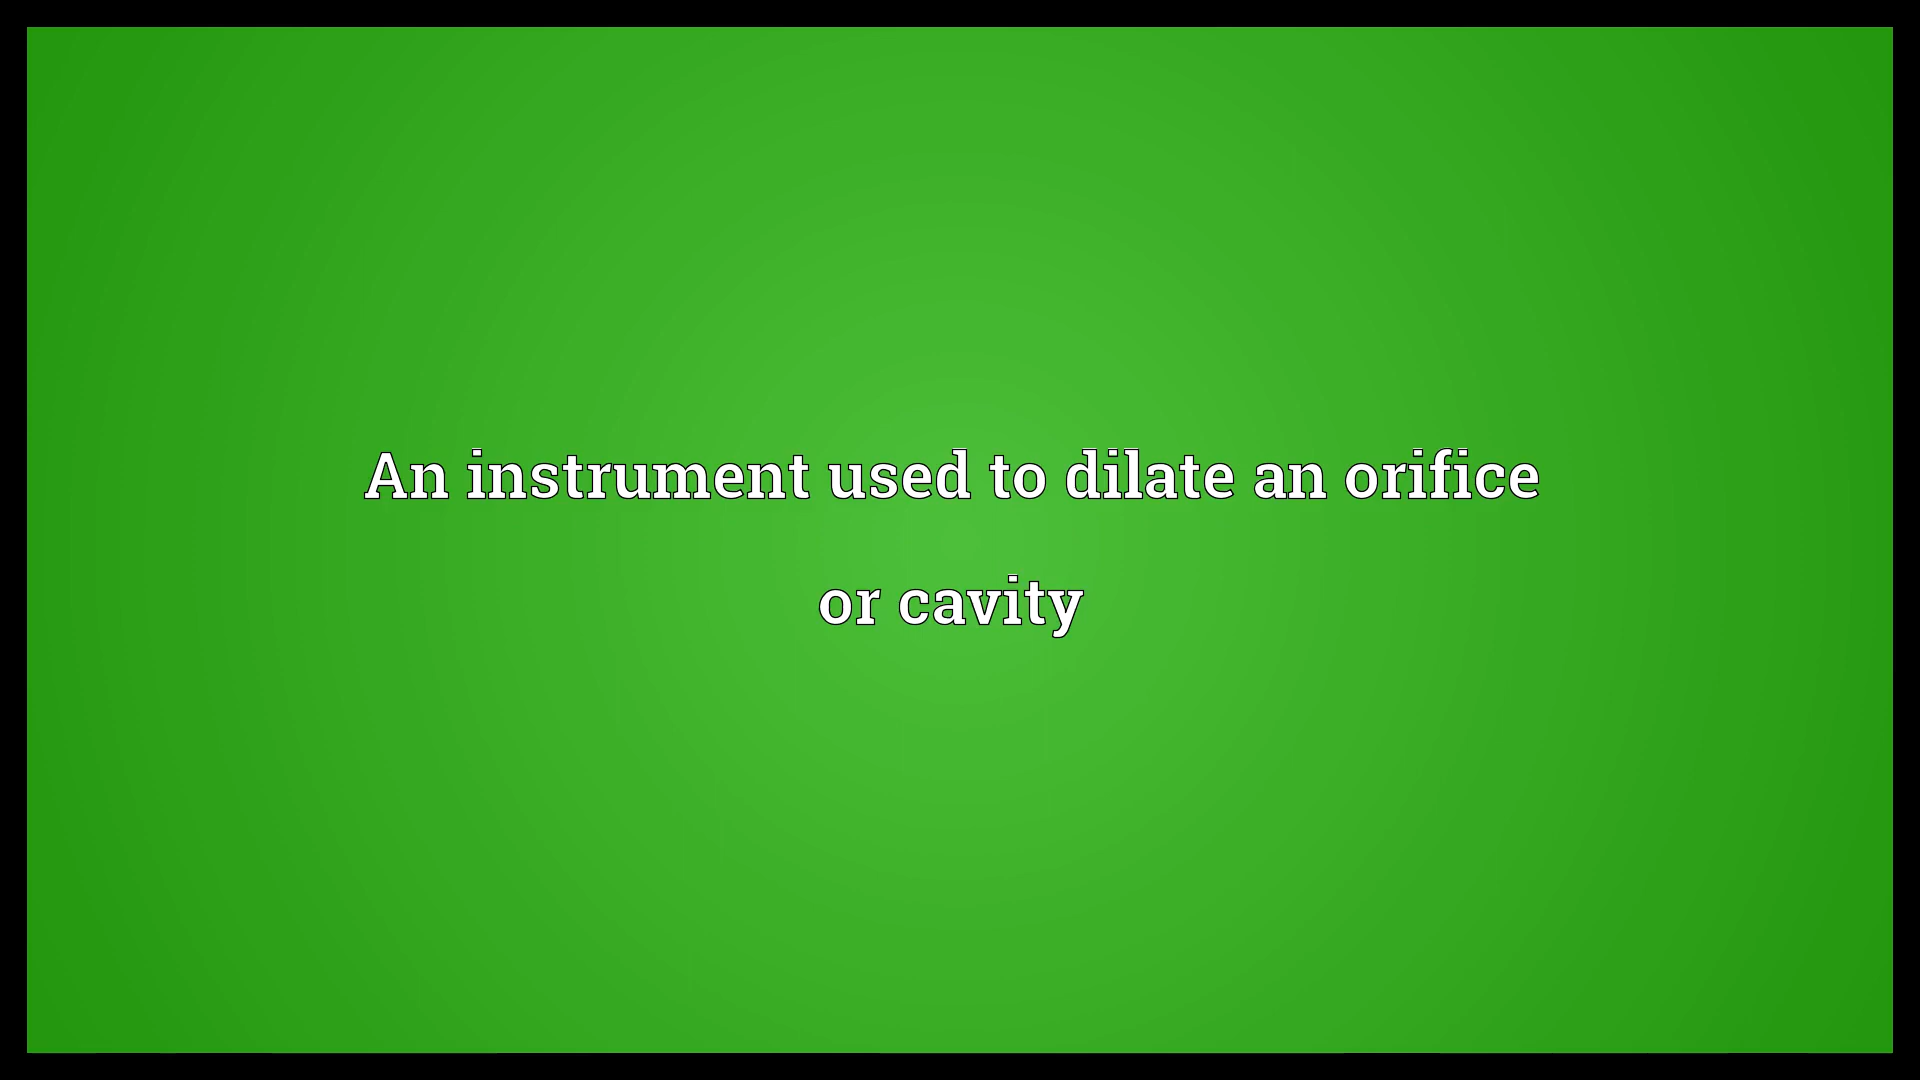 An instrument used to dilate an orifice
or cavity